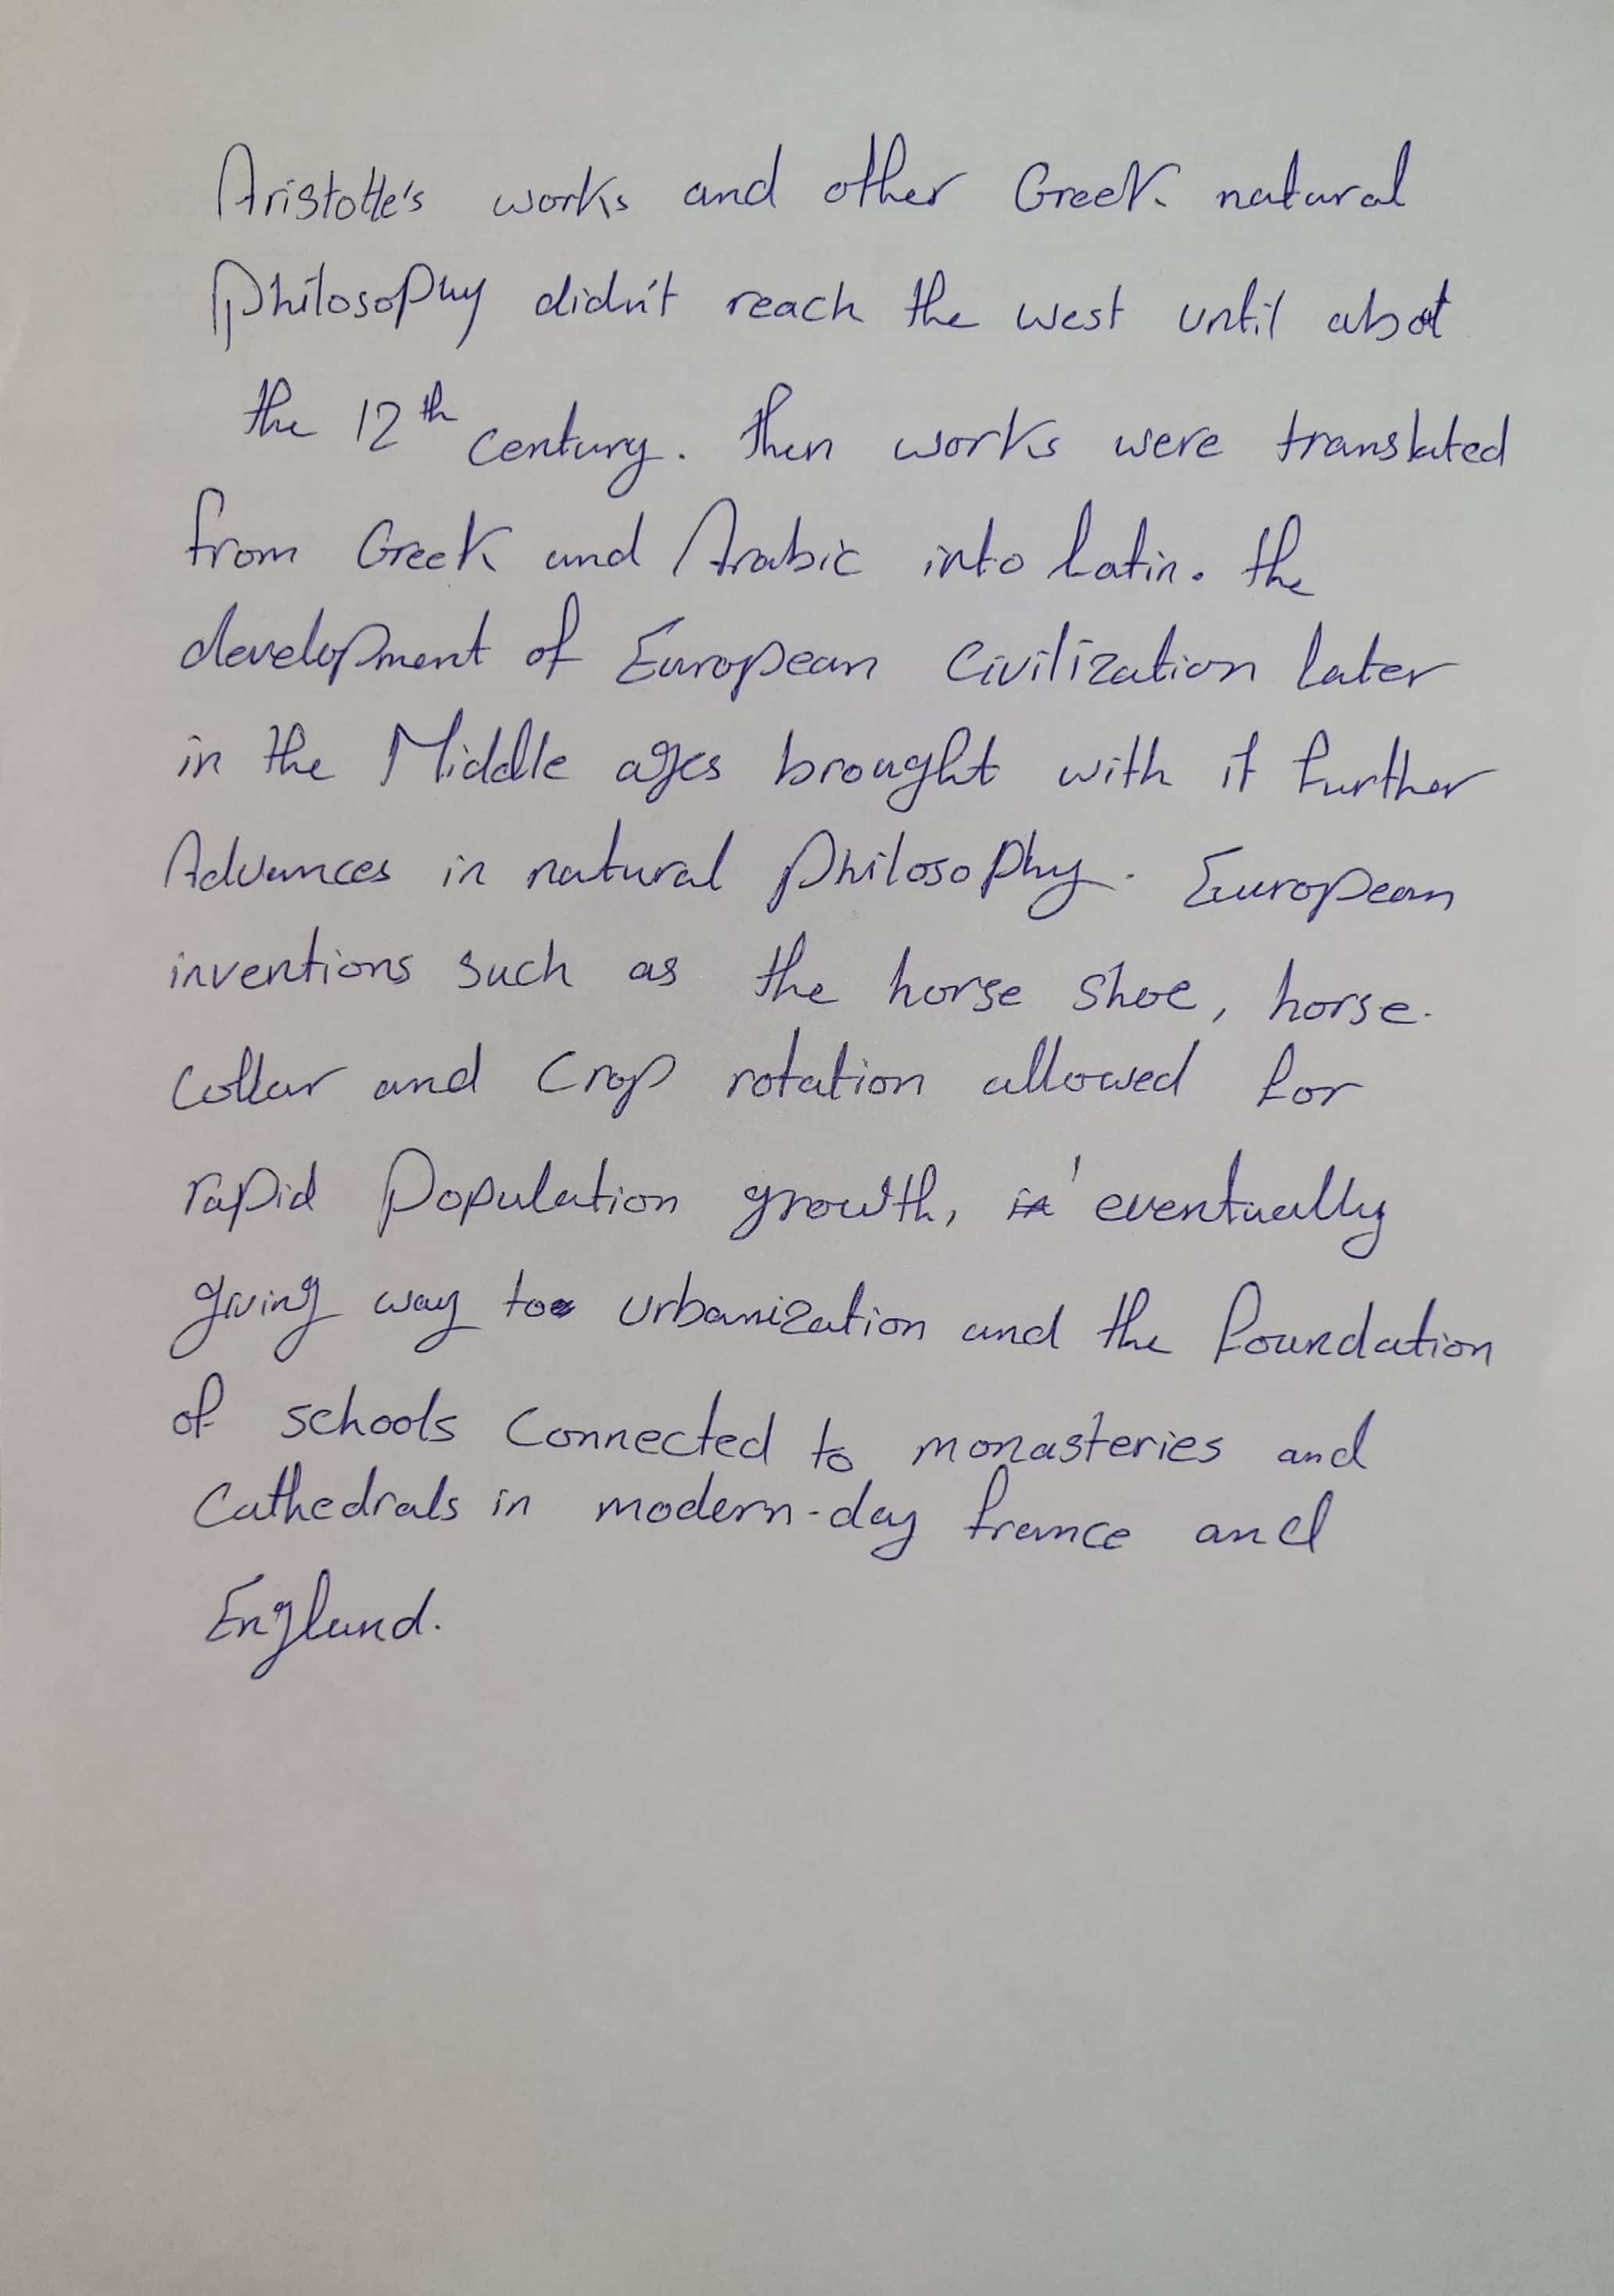 Aristotle's works and other Greek natural
philosophy didn't reach the west until abot
the 12th century. Then works were translated
from Greek and Arabic into Latin. the
development of European Civilization later
in the Middle ages brought with it further
Advances in natural philosophy. European
inventions such as the horse shoe, horse.
Collar and Crop rotation allowed for
rapid Population growth, eventually
giving way to urbanization and the foundation
of schools Connected to monasteries and
Cathedrals in modern-day france and
England.